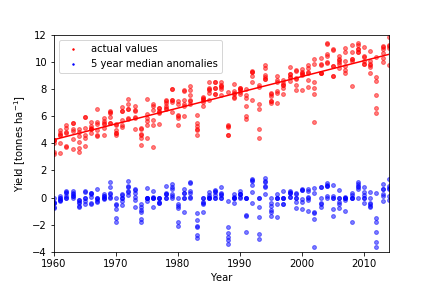 12
10
8
6
4
2
0
−2
−4
Yield [tonnes ha⁻¹]
actual values
5 year median anomalies
1960 1970 1980 1990 2000 2010
Year